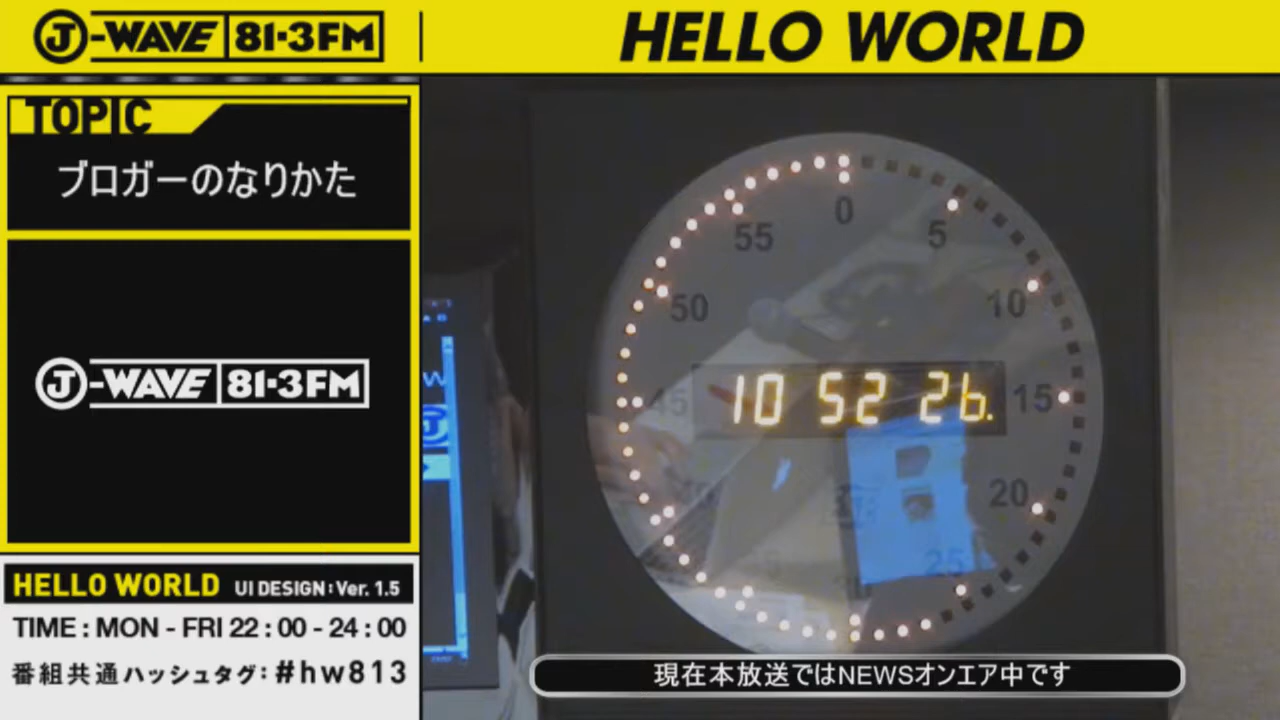 J-WAVE 81.3FM
HELLO WORLD
TOPIC
ブロガーのなりかた
J-WAVE 81.3FM
HELLO WORLD UI DESIGN:Ver. 1.5
TIME : MON - FRI 22 : 00 - 24 : 00
番組共通ハッシュタグ: #hw813
0
5
10
15
20
25
45
50
55
10 52 26.
現在本放送ではNEWSオンエア中です